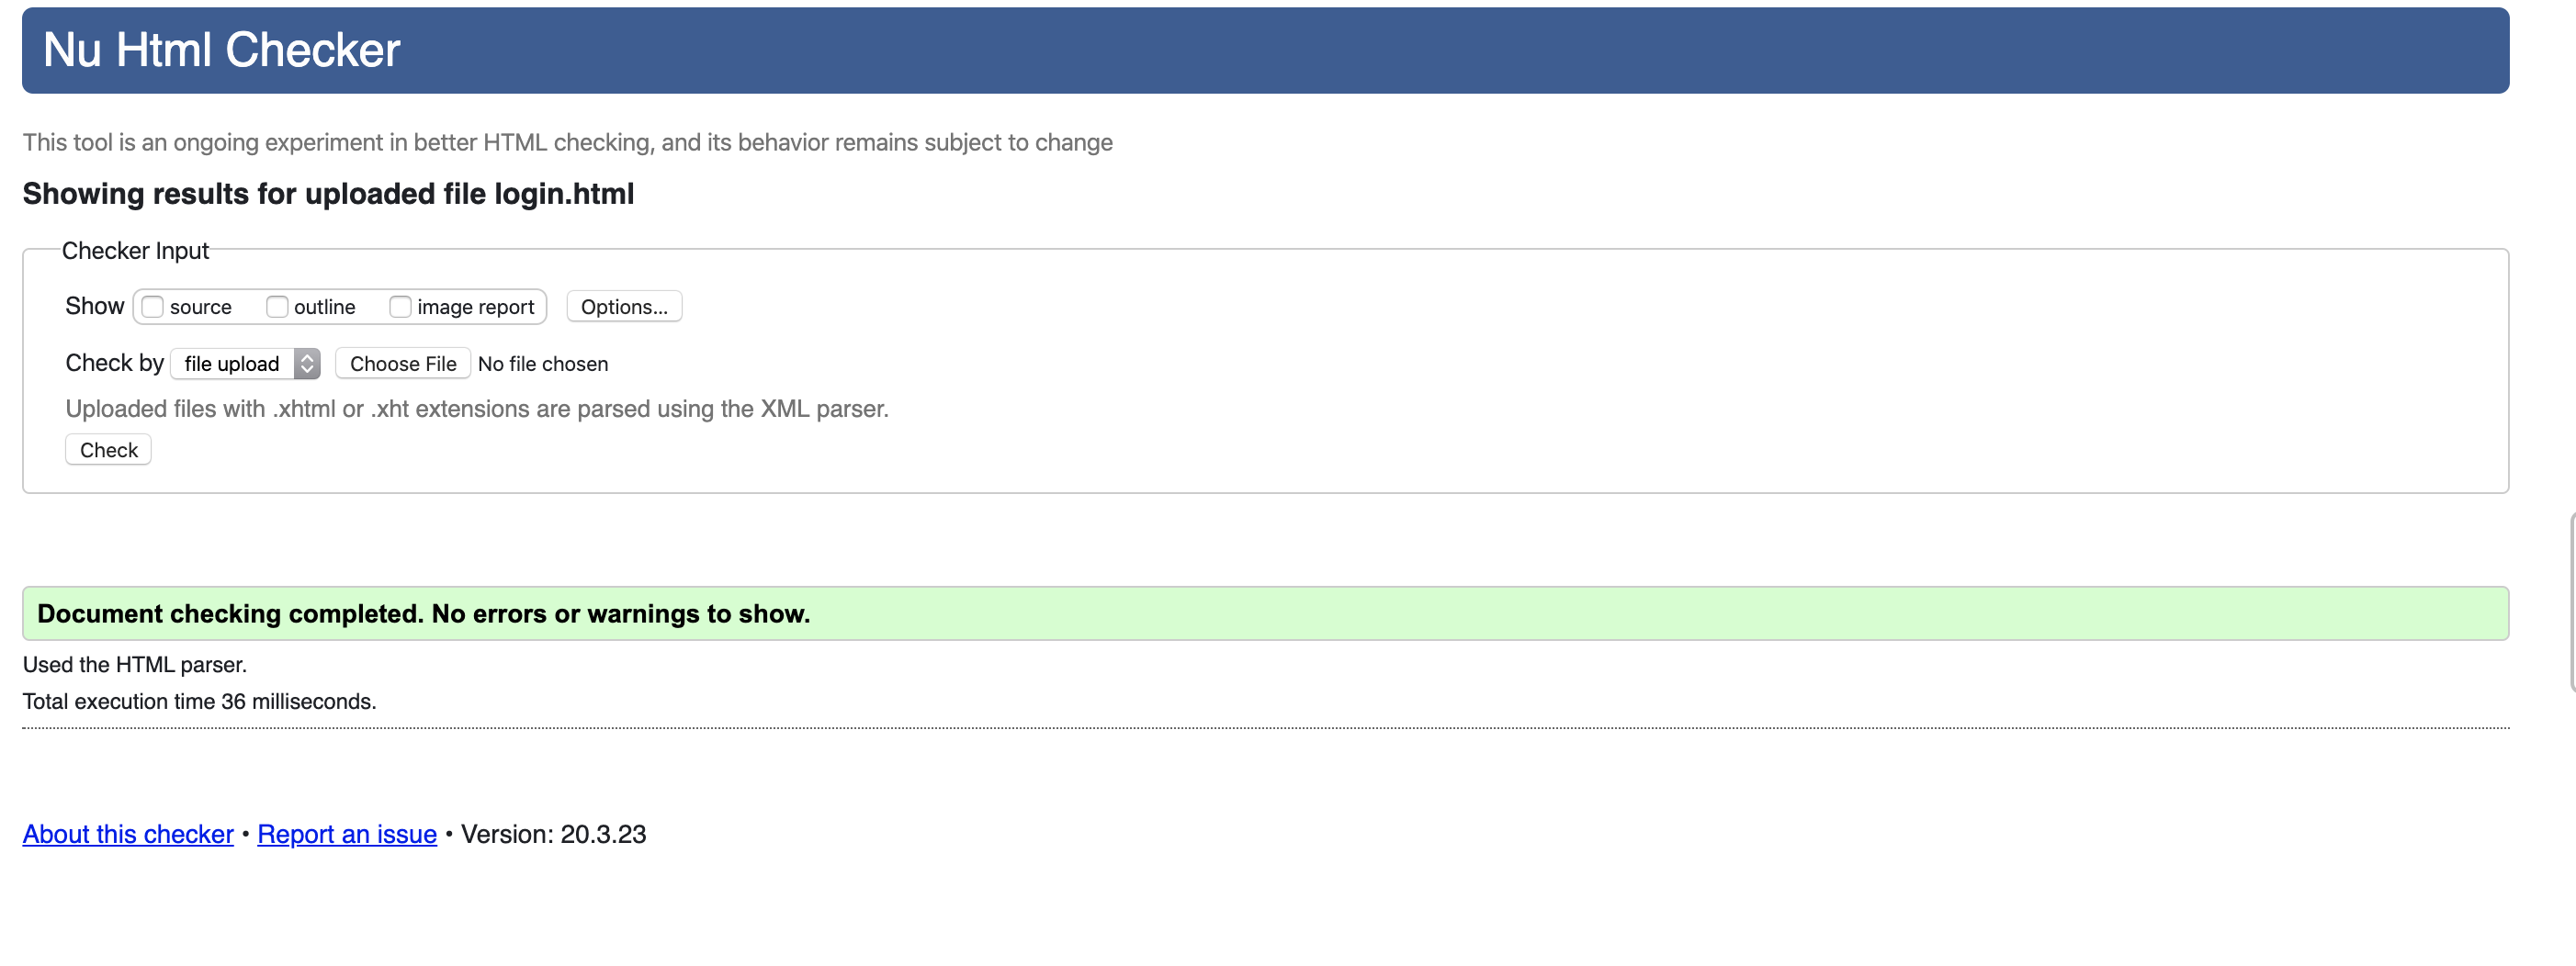 Nu Html Checker
This tool is an ongoing experiment in better HTML checking, and its behavior remains subject to change
Showing results for uploaded file login.html
Checker Input
Show source outline image report Options...
Check by file upload Choose File No file chosen
Uploaded files with .xhtml or .xht extensions are parsed using the XML parser.
Check
Document checking completed. No errors or warnings to show.
Used the HTML parser.
Total execution time 36 milliseconds.
About this checker • Report an issue • Version: 20.3.23